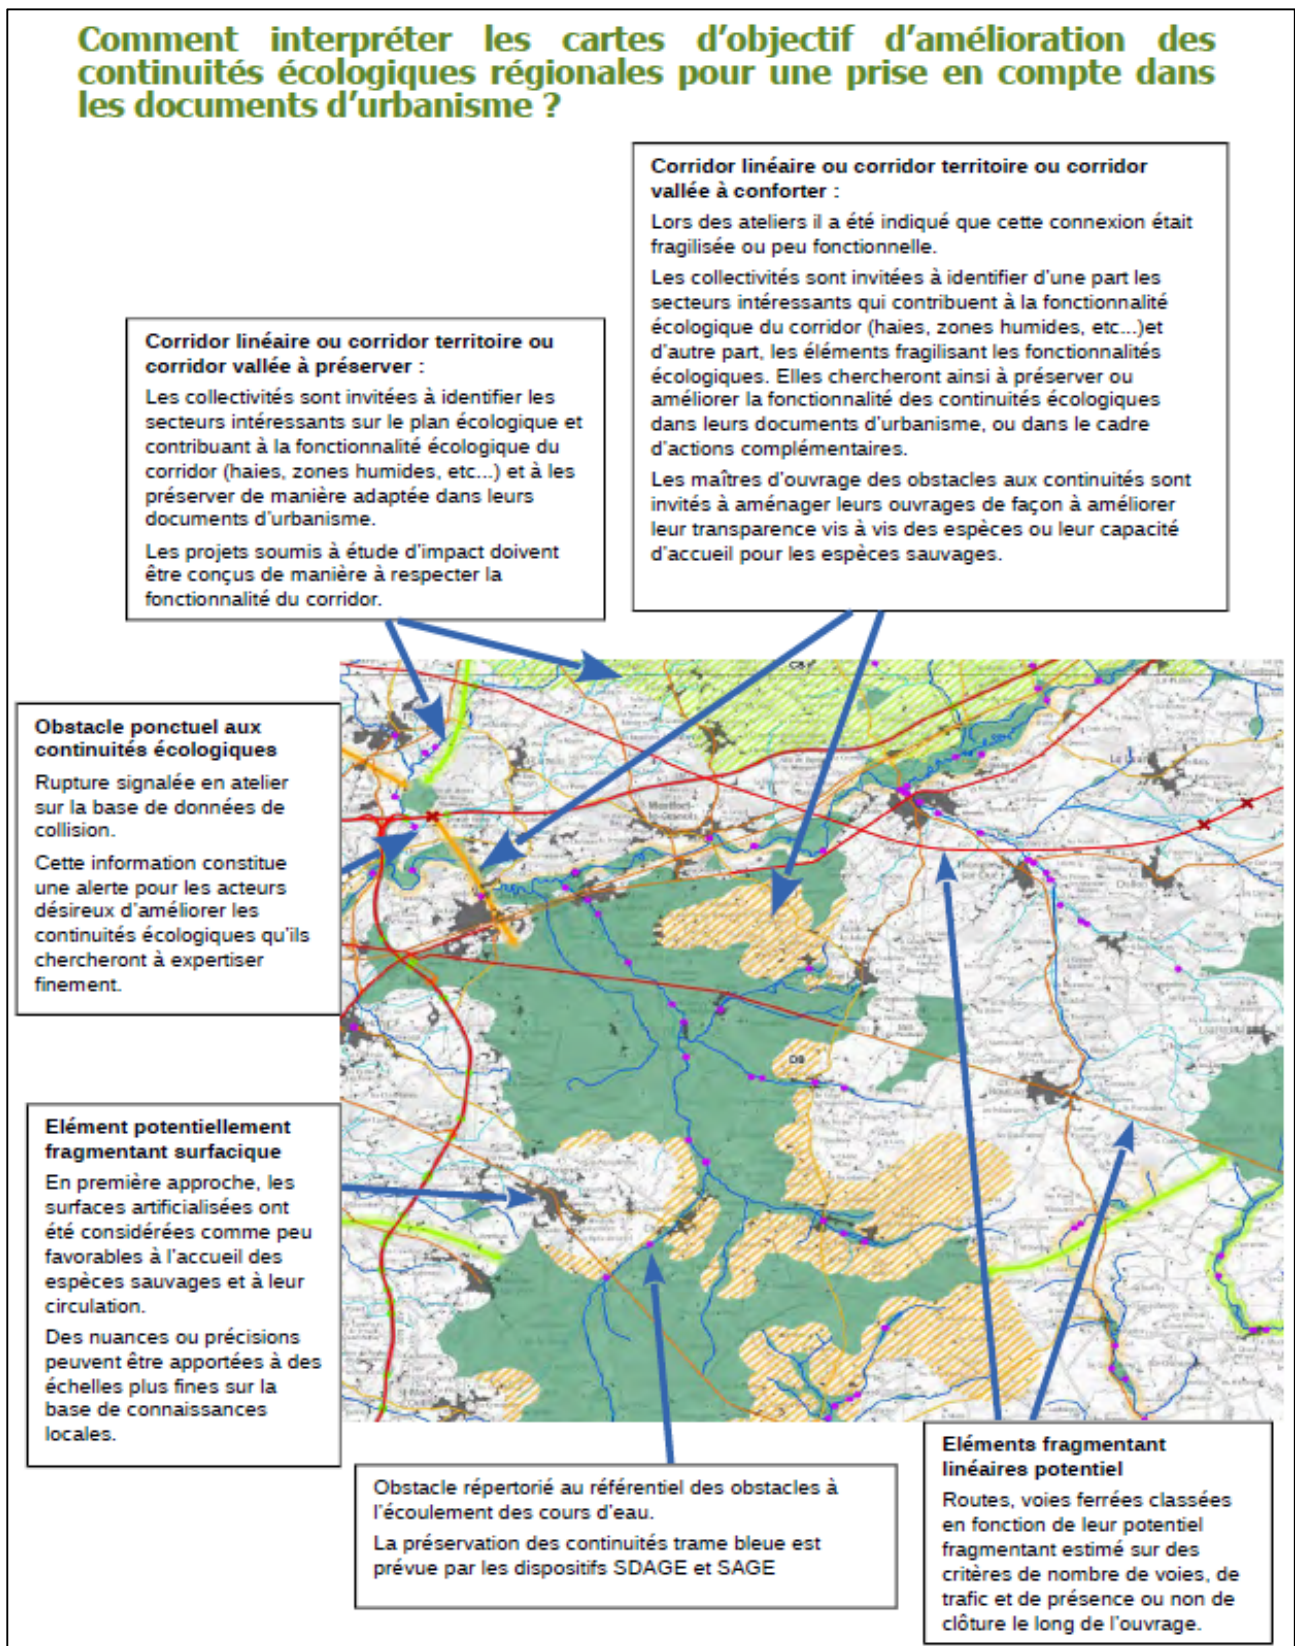 Comment interpréter les cartes d'objectif d'amélioration des
continuités écologiques régionales pour une prise en compte dans
les documents d'urbanisme ?
Corridor linéaire ou corridor territoire ou corridor
vallée à conforter :
Lors des ateliers il a été indiqué que cette connexion était
fragilisée ou peu fonctionnelle.
Les collectivités sont invitées à identifier d'une part les
secteurs intéressants qui contribuent à la fonctionnalité
écologique du corridor (haies, zones humides, etc...)et
d'autre part, les éléments fragilisant les fonctionnalités
écologiques. Elles chercheront ainsi à préserver ou
améliorer la fonctionnalité des continuités écologiques
dans leurs documents d'urbanisme, ou dans le cadre
d'actions complémentaires.
Les maîtres d'ouvrage des obstacles aux continuités sont
invités à aménager leurs ouvrages de façon à améliorer
leur transparence vis à vis des espèces ou leur capacité
d'accueil pour les espèces sauvages.
Corridor linéaire ou corridor territoire ou
corridor vallée à préserver :
Les collectivités sont invitées à identifier les
secteurs intéressants sur le plan écologique et
contribuant à la fonctionnalité écologique du
corridor (haies, zones humides, etc...) et à les
préserver de manière adaptée dans leurs
documents d'urbanisme.
Les projets soumis à étude d'impact doivent
être conçus de manière à respecter la
fonctionnalité du corridor.
Obstacle ponctuel aux
continuités écologiques
Rupture signalée en atelier
sur la base de données de
collision.
Cette information constitue
une alerte pour les acteurs
désireux d'améliorer les
continuités écologiques qu'ils
chercheront à expertiser
finement.
C8
D9
Elément potentiellement
fragmentant surfacique
En première approche, les
surfaces artificialisées ont
été considérées comme peu
favorables à l'accueil des
espèces sauvages et à leur
circulation.
Des nuances ou précisions
peuvent être apportées à des
échelles plus fines sur la
base de connaissances
locales.
Obstacle répertorié au référentiel des obstacles à
l'écoulement des cours d'eau.
La préservation des continuités trame bleue est
prévue par les dispositifs SDAGE et SAGE
Eléments fragmentant
linéaires potentiel
Routes, voies ferrées classées
en fonction de leur potentiel
fragmentant estimé sur des
critères de nombre de voies, de
trafic et de présence ou non de
clôture le long de l'ouvrage.